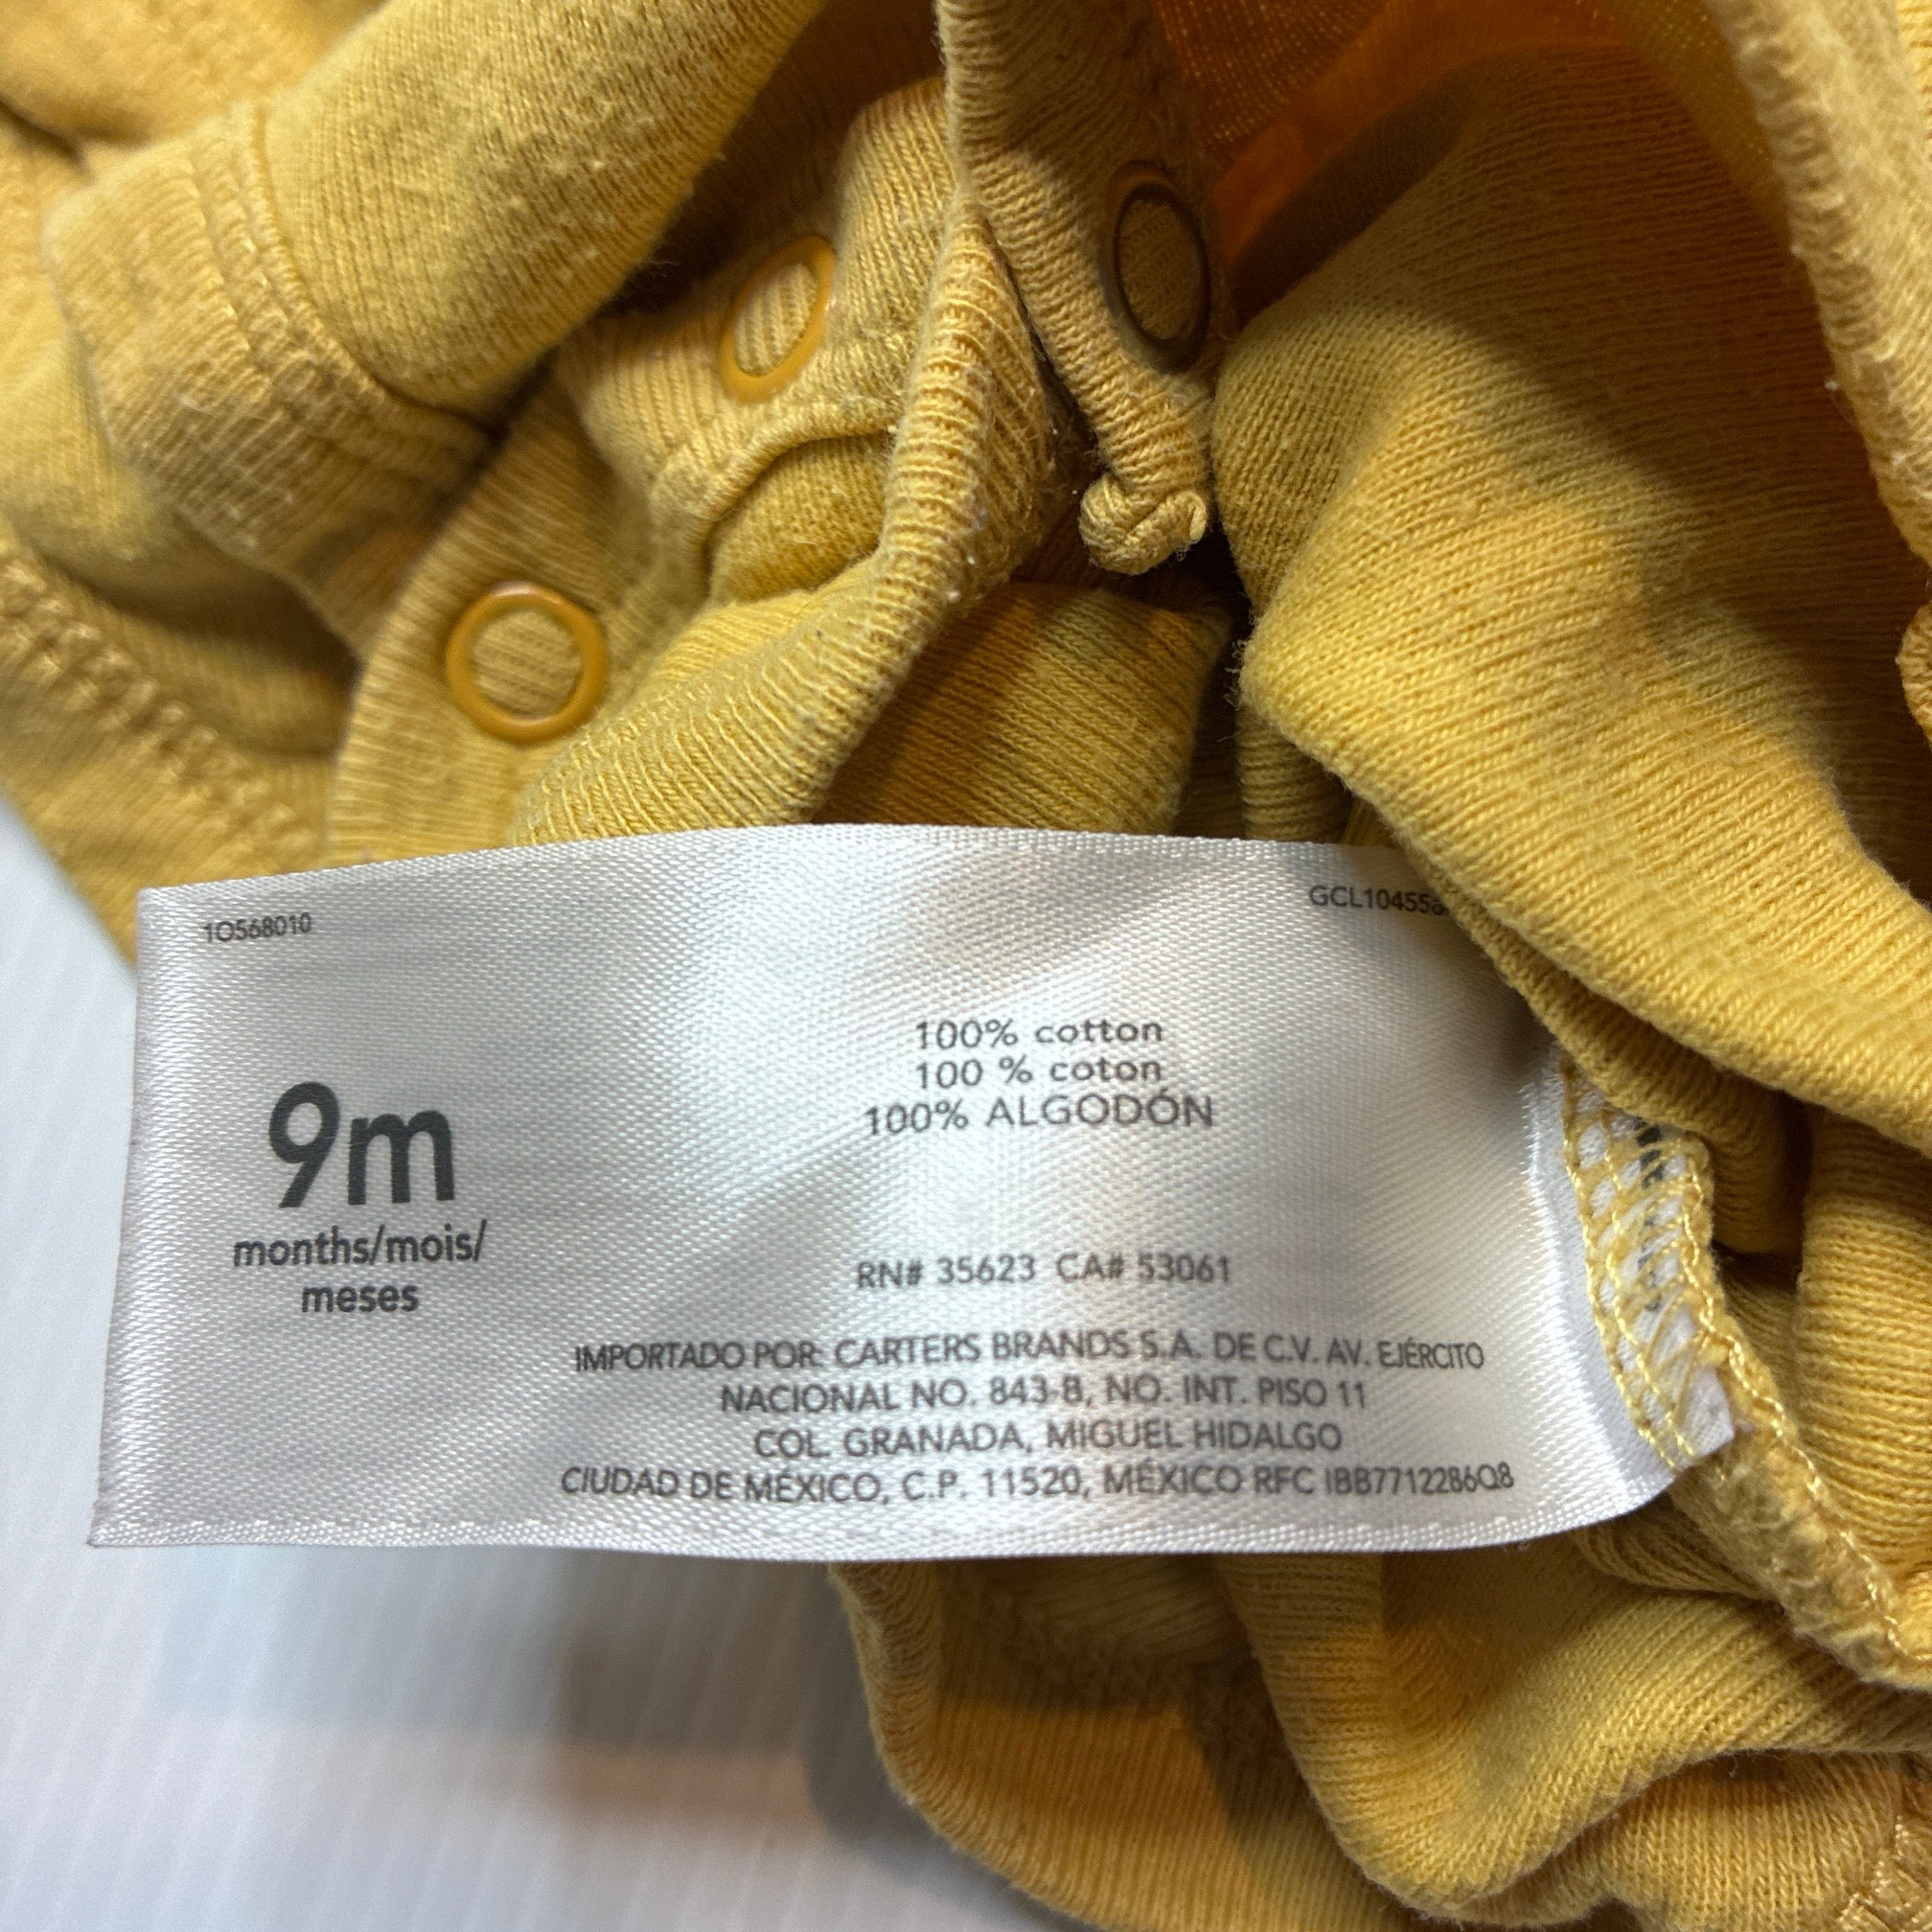 1O568010
100% cotton
100 % coton
100% ALGODÓN
9m
months/mois/
meses
RN# 35623 CA# 53061
IMPORTADO POR: CARTERS BRANDS S.A. DE C.V. AV. EJÉRCITO
NACIONAL NO. 843-B, NO. INT. PISO 11
COL. GRANADA, MIGUEL HIDALGO
CIUDAD DE MÉXICO, C.P. 11520, MÉXICO RFC IBB7712286Q8